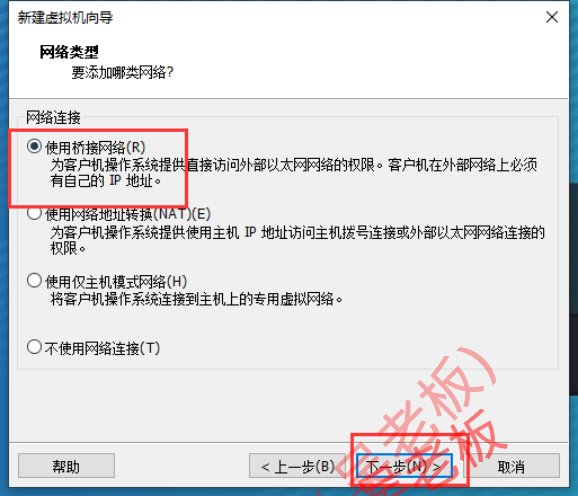 新建虚拟机向导
网络类型
要添加哪类网络?
网络连接
使用桥接网络(R)
为客户机操作系统提供直接访问外部以太网网络的权限。客户机在外部网络上必须
有自己的 IP 地址。
使用网络地址转换(NAT)(E)
为客户机操作系统提供使用主机 IP 地址访问主机拨号连接或外部以太网网络连接的
权限。
使用仅主机模式网络(H)
将客户机操作系统连接到主机上的专用虚拟网络。
不使用网络连接(T)
老板)
老板
帮助
< 上一步(B)
下一步(N) >
取消